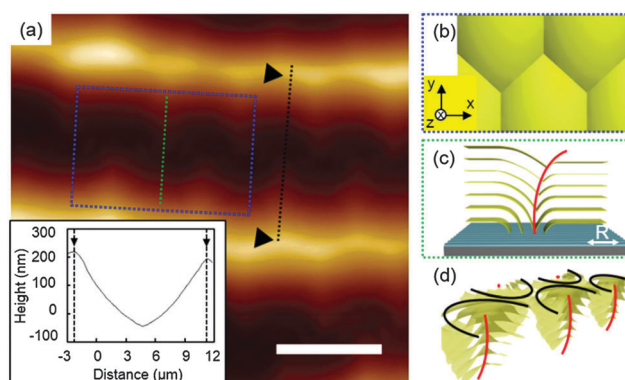 (a)
(b)
y
x
z
(c)
R
(d)
300
200
100
0
-100
Height (nm)
-3 0 3 6 9 12
Distance (µm)